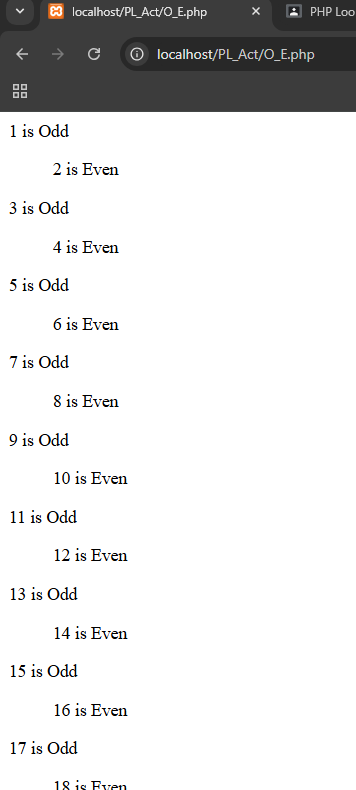 localhost/PL_Act/O_E.php
PHP Loo
localhost/PL_Act/O_E.php
1 is Odd
2 is Even
3 is Odd
4 is Even
5 is Odd
6 is Even
7 is Odd
8 is Even
9 is Odd
10 is Even
11 is Odd
12 is Even
13 is Odd
14 is Even
15 is Odd
16 is Even
17 is Odd
18 is Even